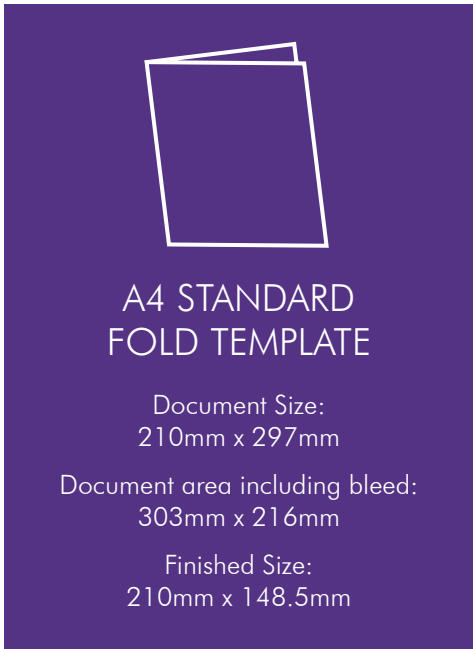 A4 STANDARD
FOLD TEMPLATE
Document Size:
210mm x 297mm
Document area including bleed:
303mm x 216mm
Finished Size:
210mm x 148.5mm